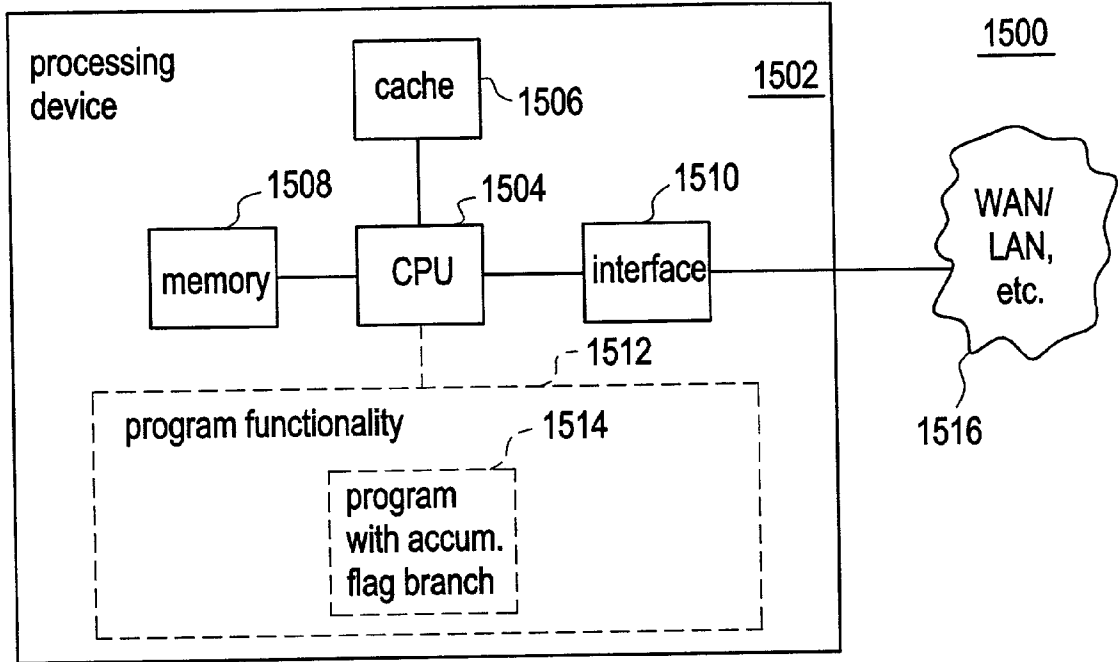 1500
processing
device
1502
cache
1506
1508
1504
1510
memory
CPU
interface
WAN/
LAN,
etc.
1512
1516
program functionality
1514
program
with accum.
flag branch